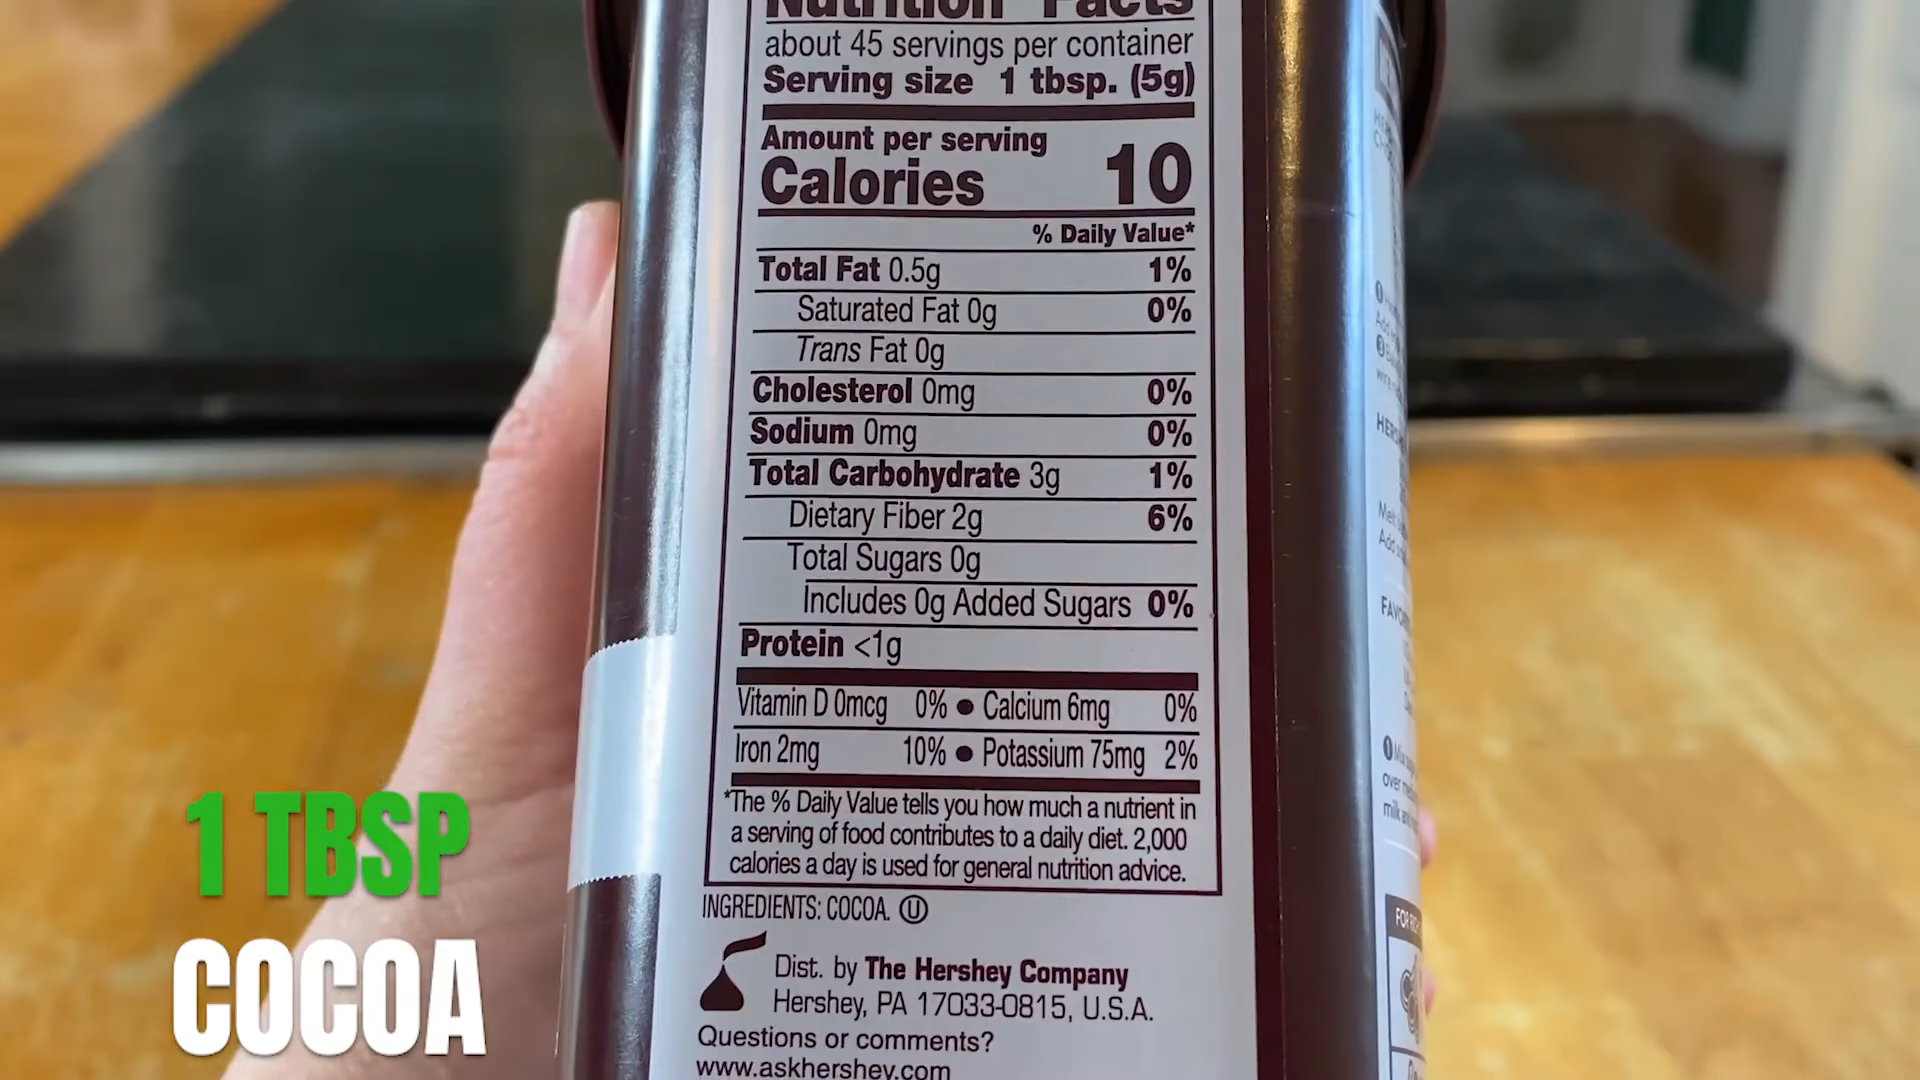 Nutrition Facts
about 45 servings per container
Serving size 1 tbsp. (5g)
Amount per serving
Calories 10
% Daily Value*
Total Fat 0.5g 1%
Saturated Fat 0g 0%
Trans Fat 0g
Cholesterol 0mg 0%
Sodium 0mg 0%
Total Carbohydrate 3g 1%
Dietary Fiber 2g 6%
Total Sugars 0g
Includes 0g Added Sugars 0%
Protein <1g
Vitamin D 0mcg 0% • Calcium 6mg 0%
Iron 2mg 10% • Potassium 75mg 2%
*The % Daily Value tells you how much a nutrient in
a serving of food contributes to a daily diet. 2,000
calories a day is used for general nutrition advice.
INGREDIENTS: COCOA. U
Dist. by The Hershey Company
Hershey, PA 17033-0815, U.S.A.
Questions or comments?
www.askhershey.com
1 TBSP
COCOA